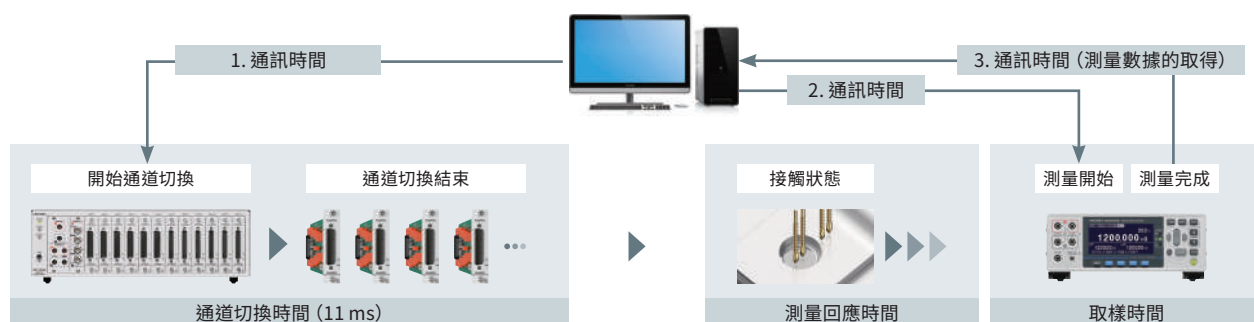 1. 通訊時間
3. 通訊時間（測量數據的取得）
2. 通訊時間
開始通道切換
通道切換結束
接觸狀態
測量開始
測量完成
1200.000
通道切換時間（11 ms）
測量回應時間
取樣時間